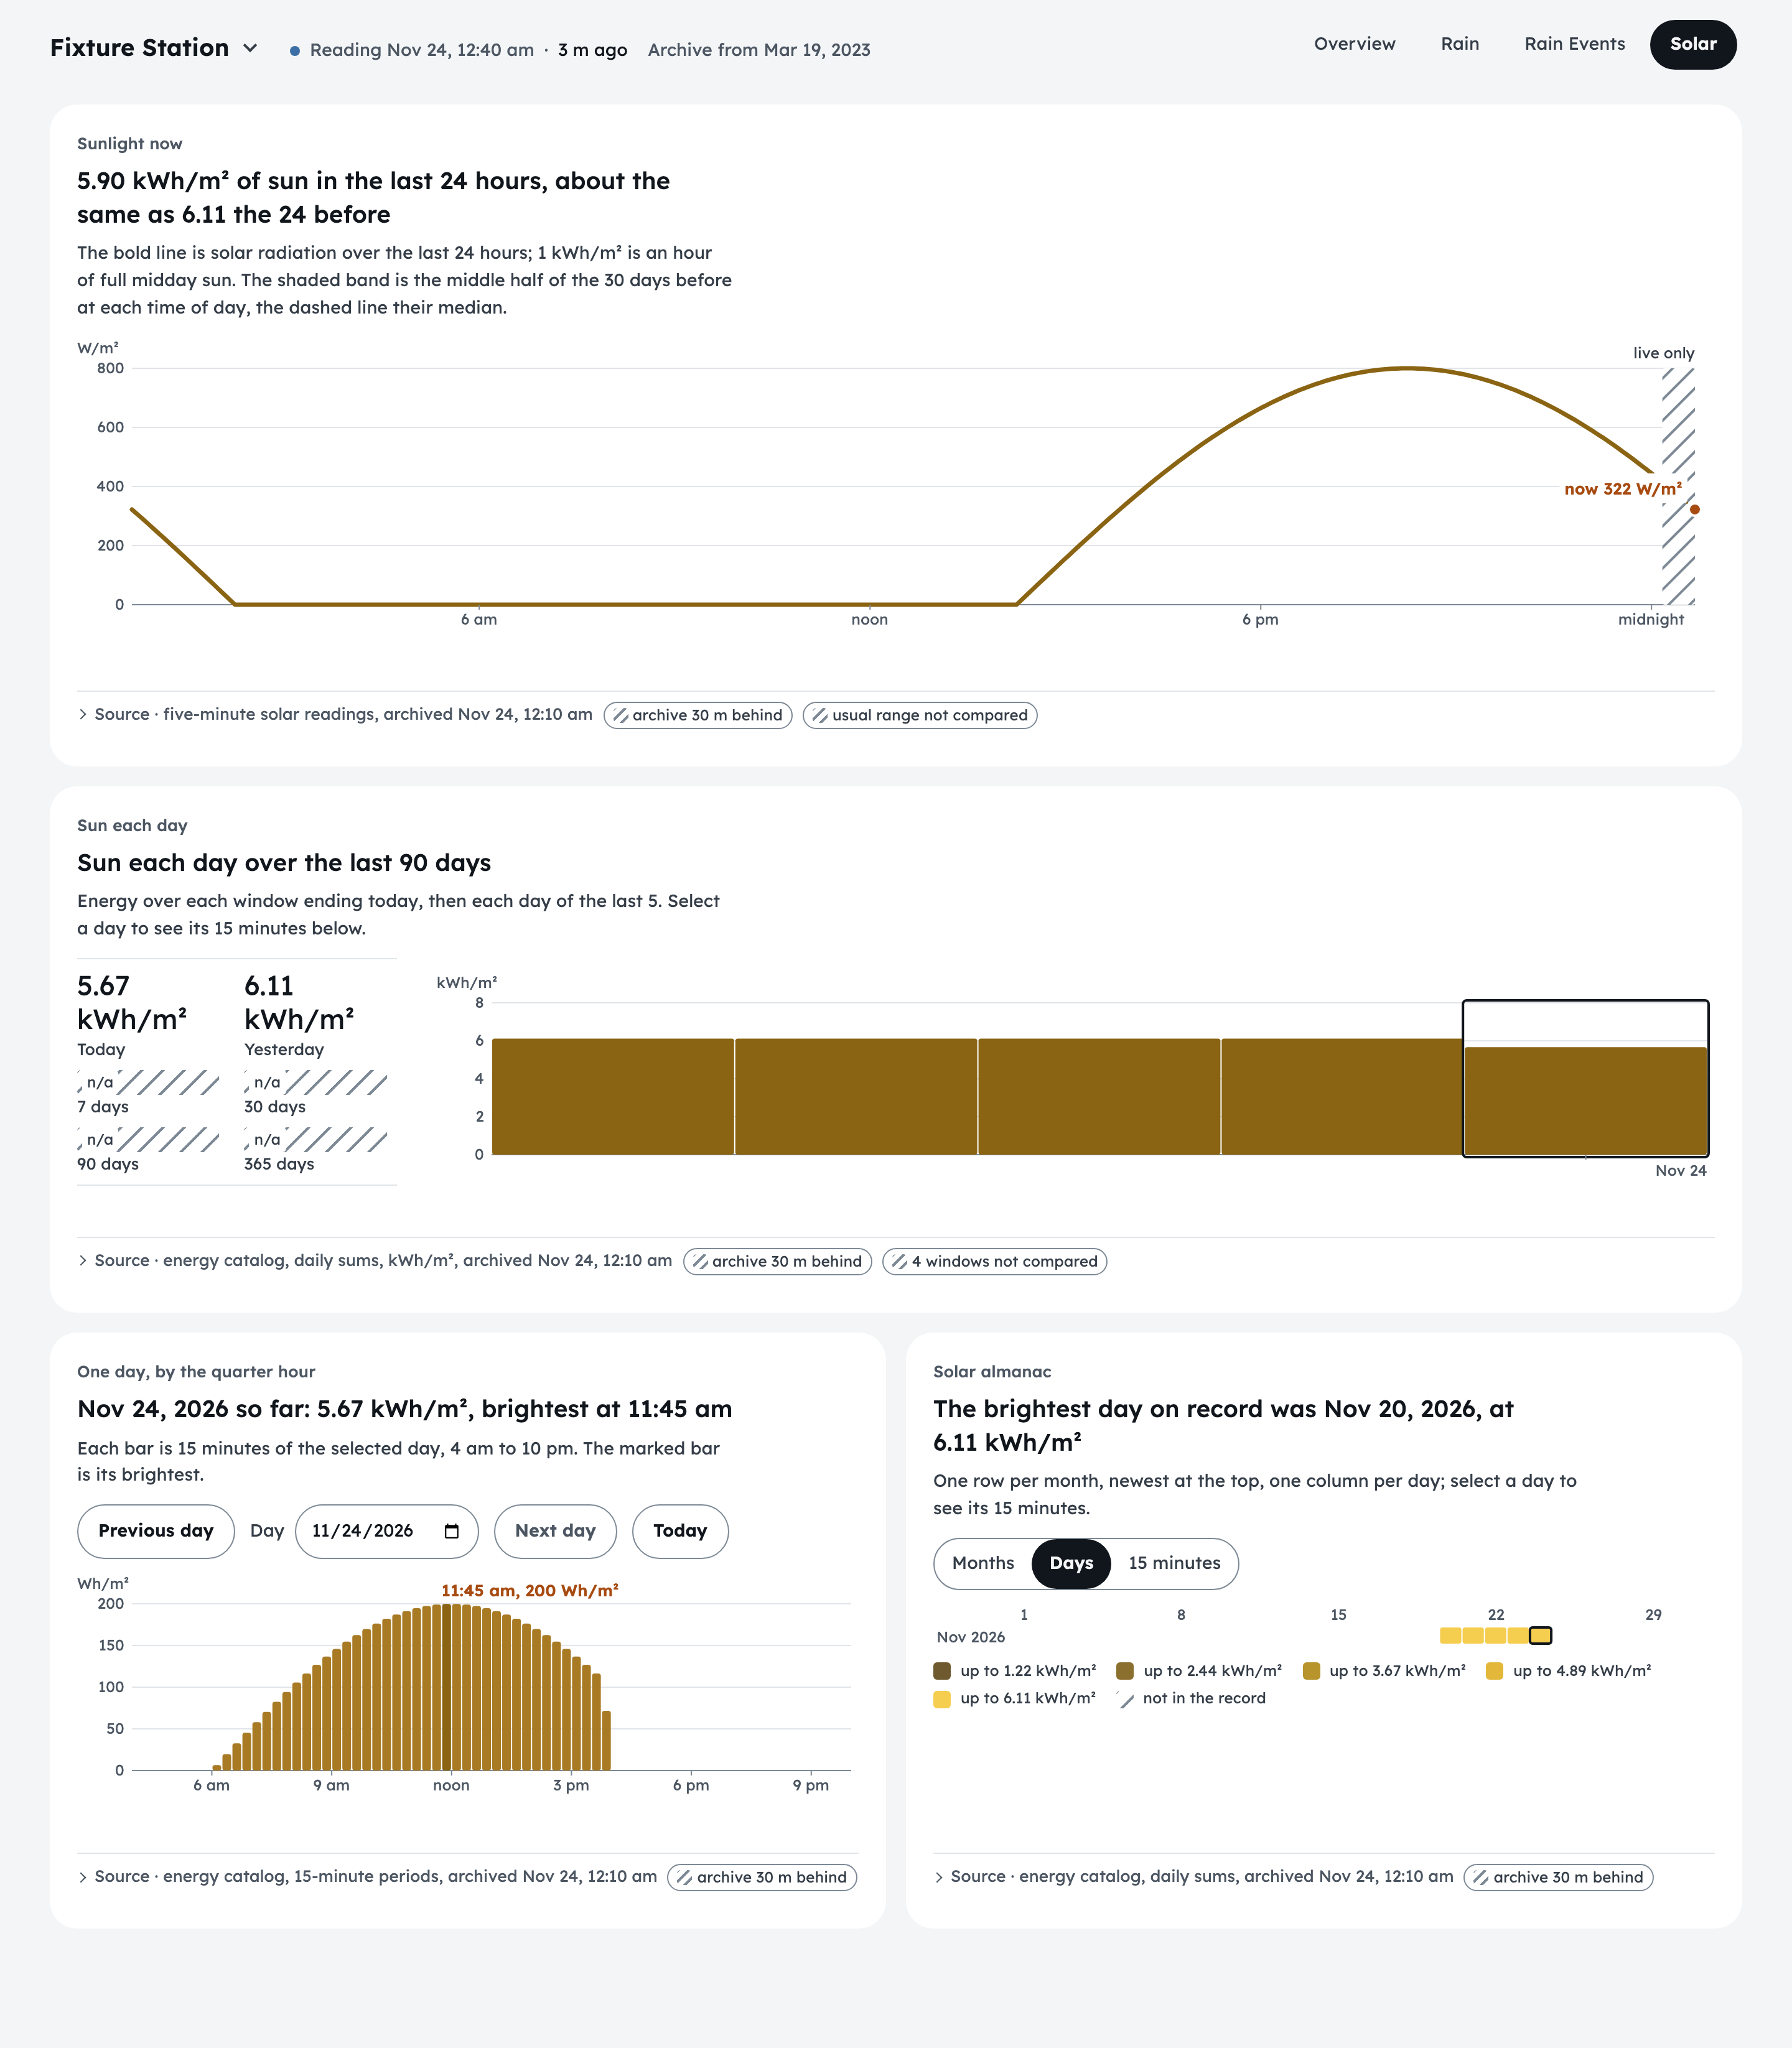 Fixture Station
Reading Nov 24, 12:40 am · 3 m ago
Archive from Mar 19, 2023
Overview
Rain
Rain Events
Solar
Sunlight now
5.90 kWh/m² of sun in the last 24 hours, about the
same as 6.11 the 24 before
The bold line is solar radiation over the last 24 hours; 1 kWh/m² is an hour
of full midday sun. The shaded band is the middle half of the 30 days before
at each time of day, the dashed line their median.
W/m²
live only
800
600
400
now 322 W/m²
200
0
6 am
noon
6 pm
midnight
Source · five-minute solar readings, archived Nov 24, 12:10 am
archive 30 m behind
usual range not compared
Sun each day
Sun each day over the last 90 days
Energy over each window ending today, then each day of the last 5. Select
a day to see its 15 minutes below.
5.67
kWh/m²
Today
6.11
kWh/m²
Yesterday
n/a
7 days
n/a
30 days
n/a
90 days
n/a
365 days
kWh/m²
8
6
4
2
0
Nov 24
Source · energy catalog, daily sums, kWh/m², archived Nov 24, 12:10 am
archive 30 m behind
4 windows not compared
One day, by the quarter hour
Nov 24, 2026 so far: 5.67 kWh/m², brightest at 11:45 am
Each bar is 15 minutes of the selected day, 4 am to 10 pm. The marked bar
is its brightest.
Previous day
Day
11/24/2026
Next day
Today
Wh/m²
11:45 am, 200 Wh/m²
200
150
100
50
0
6 am
9 am
noon
3 pm
6 pm
9 pm
Source · energy catalog, 15-minute periods, archived Nov 24, 12:10 am
archive 30 m behind
Solar almanac
The brightest day on record was Nov 20, 2026, at
6.11 kWh/m²
One row per month, newest at the top, one column per day; select a day to
see its 15 minutes.
Months
Days
15 minutes
1
8
15
22
29
Nov 2026
up to 1.22 kWh/m²
up to 2.44 kWh/m²
up to 3.67 kWh/m²
up to 4.89 kWh/m²
up to 6.11 kWh/m²
not in the record
Source · energy catalog, daily sums, archived Nov 24, 12:10 am
archive 30 m behind